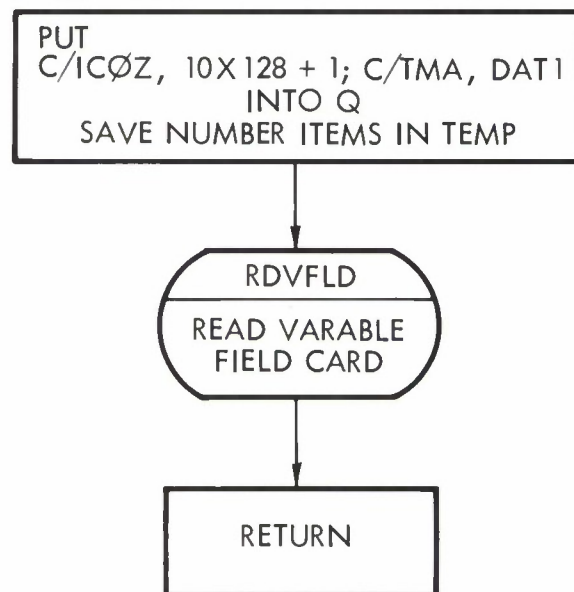 PUT
C/ICØZ, 10X128 + 1; C/TMA, DAT1
INTO Q
SAVE NUMBER ITEMS IN TEMP
RDVFLD
READ VARABLE
FIELD CARD
RETURN